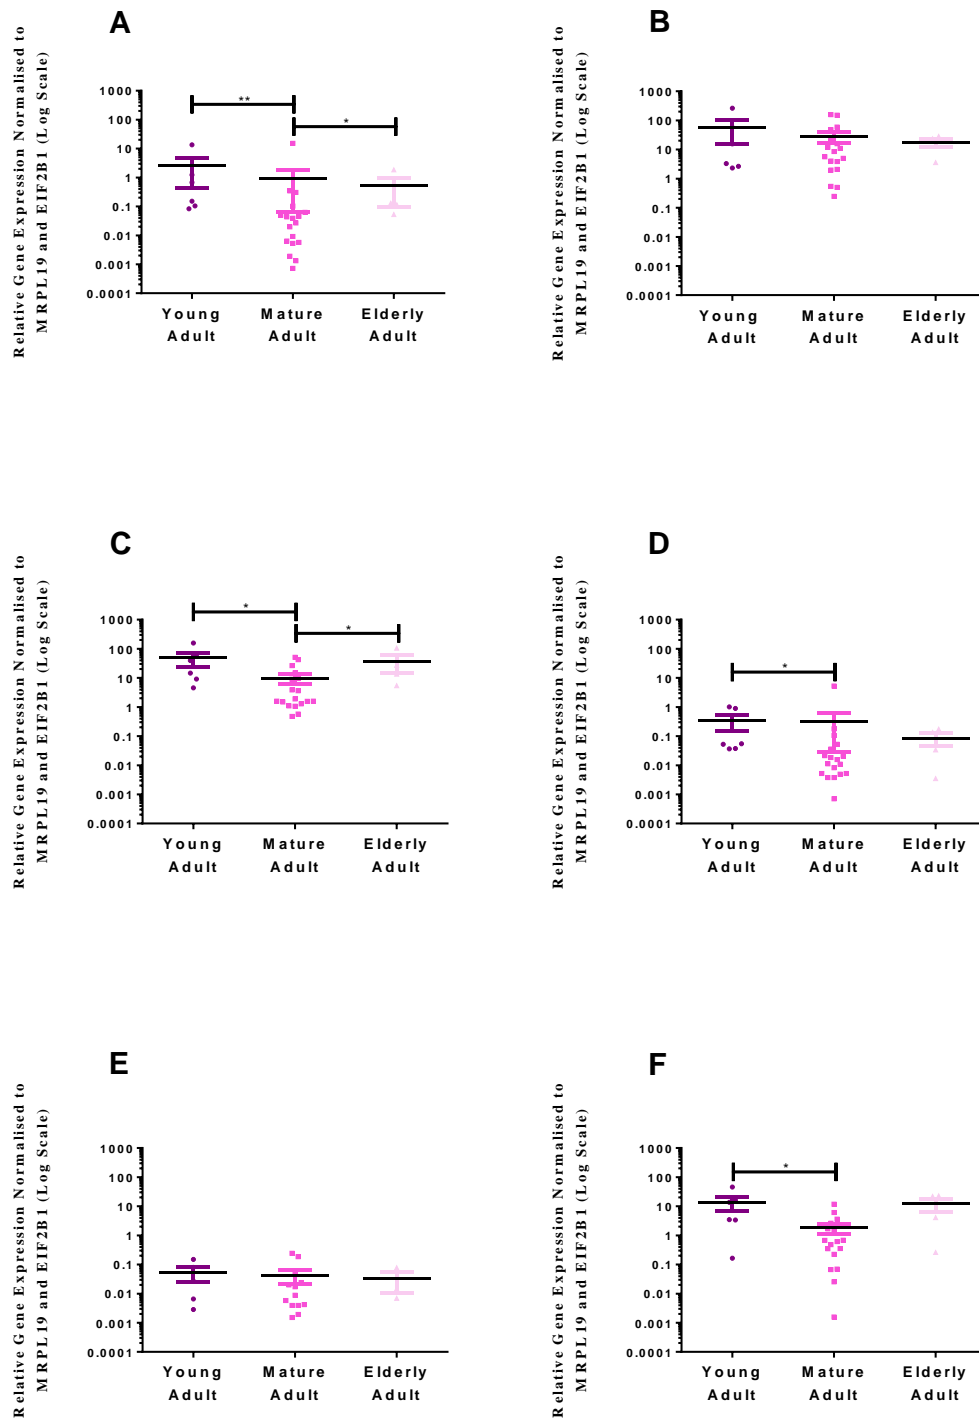 A
Relative Gene Expression Normalised to
MRPL19 and EIF2B1 (Log Scale)
1000
100
10
1
0.1
0.01
0.001
0.0001
**
*
Young Adult
Mature Adult
Elderly Adult
B
Relative Gene Expression Normalised to
MRPL19 and EIF2B1 (Log Scale)
1000
100
10
1
0.1
0.01
0.001
0.0001
Young Adult
Mature Adult
Elderly Adult
C
Relative Gene Expression Normalised to
MRPL19 and EIF2B1 (Log Scale)
1000
100
10
1
0.1
0.01
0.001
0.0001
*
*
Young Adult
Mature Adult
Elderly Adult
D
Relative Gene Expression Normalised to
MRPL19 and EIF2B1 (Log Scale)
1000
100
10
1
0.1
0.01
0.001
0.0001
*
Young Adult
Mature Adult
Elderly Adult
E
Relative Gene Expression Normalised to
MRPL19 and EIF2B1 (Log Scale)
1000
100
10
1
0.1
0.01
0.001
0.0001
Young Adult
Mature Adult
Elderly Adult
F
Relative Gene Expression Normalised to
MRPL19 and EIF2B1 (Log Scale)
1000
100
10
1
0.1
0.01
0.001
0.0001
*
Young Adult
Mature Adult
Elderly Adult